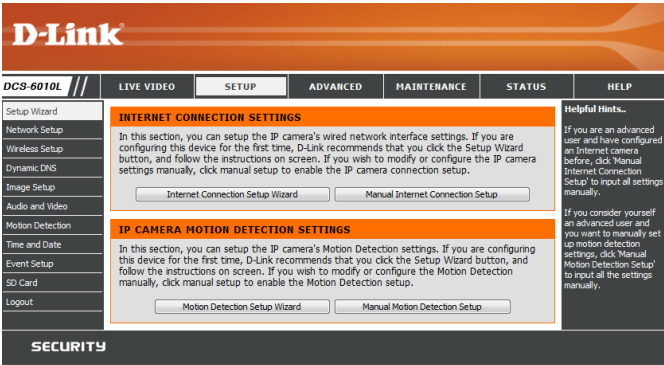 D-Link
DCS-6010L // LIVE VIDEO SETUP ADVANCED MAINTENANCE STATUS HELP
Setup Wizard
Network Setup
Wireless Setup
Dynamic DNS
Image Setup
Audio and Video
Motion Detection
Time and Date
Event Setup
SD Card
Logout
INTERNET CONNECTION SETTINGS
In this section, you can setup the IP camera's wired network interface settings. If you are
configuring this device for the first time, D-Link recommends that you click the Setup Wizard
button, and follow the instructions on screen. If you wish to modify or configure the IP camera
settings manually, click manual setup to enable the IP camera connection setup.
Internet Connection Setup Wizard Manual Internet Connection Setup
IP CAMERA MOTION DETECTION SETTINGS
In this section, you can setup the IP camera's Motion Detection settings. If you are configuring
this device for the first time, D-Link recommends that you click the Setup Wizard button, and
follow the instructions on screen. If you wish to modify or configure the Motion Detection
manually, click manual setup to enable the Motion Detection setup.
Motion Detection Setup Wizard Manual Motion Detection Setup
Helpful Hints..
If you are an advanced
user and have configured
an Internet camera
before, click 'Manual
Internet Connection
Setup' to input all settings
manually.
If you consider yourself
an advanced user and
you want to manually set
up motion detection
settings, click 'Manual
Motion Detection Setup'
to input all the settings
manually.
SECURITY